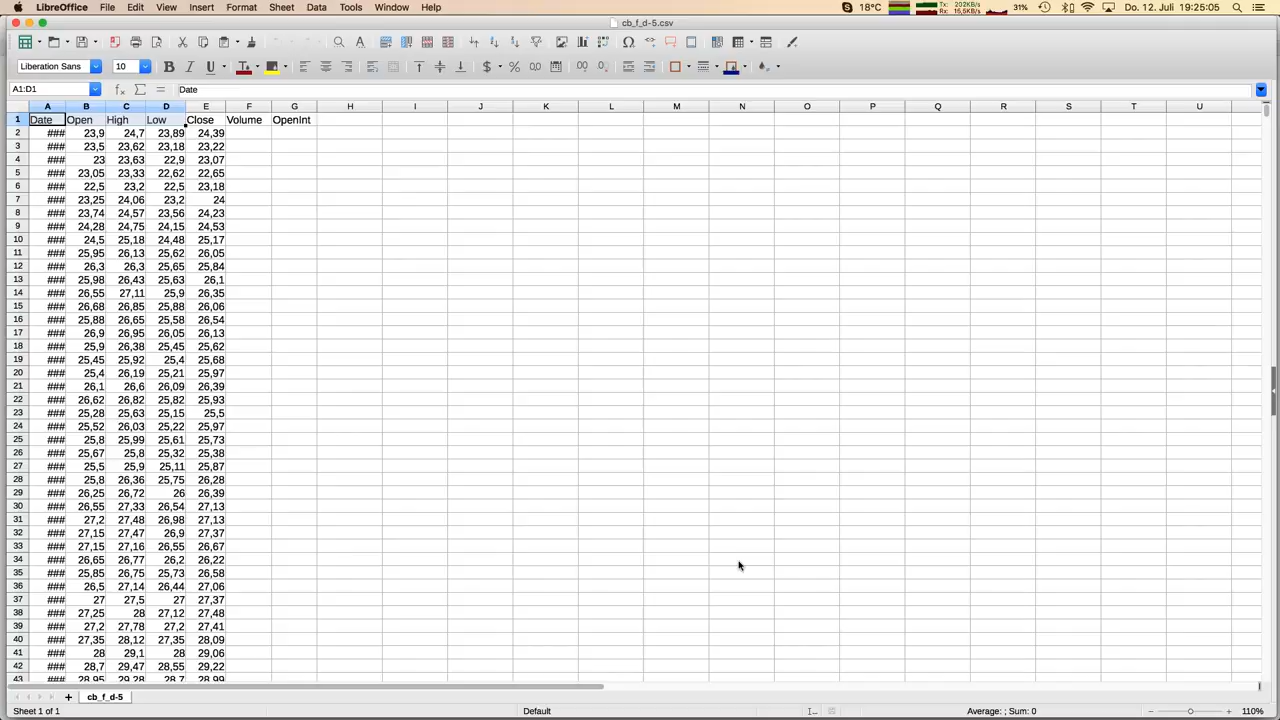 LibreOffice File Edit View Insert Format Sheet Data Tools Window Help 18°C Tx: 202KB/s Rx: 15,5KB/s 31% Do. 12. Juli 19:25:05
cb_f_d-5.csv
Liberation Sans 10 B I U
A1:D1 Date
A B C D E F G H I J K L M N O P Q R S T U
1 Date Open High Low Close Volume OpenInt
2 ### 23,9 24,7 23,89 24,39
3 ### 23,5 23,62 23,18 23,22
4 ### 23 23,63 22,9 23,07
5 ### 23,05 23,33 22,62 22,65
6 ### 22,5 23,2 22,5 23,18
7 ### 23,25 24,06 23,2 24
8 ### 23,74 24,57 23,56 24,23
9 ### 24,28 24,75 24,15 24,53
10 ### 24,5 25,18 24,48 25,17
11 ### 25,95 26,13 25,62 26,05
12 ### 26,3 26,3 25,65 25,84
13 ### 25,98 26,43 25,63 26,1
14 ### 26,55 27,11 25,9 26,35
15 ### 26,68 26,85 25,88 26,06
16 ### 25,88 26,65 25,58 26,54
17 ### 26,9 26,95 26,05 26,13
18 ### 25,9 26,38 25,45 25,62
19 ### 25,45 25,92 25,4 25,68
20 ### 25,4 26,19 25,21 25,97
21 ### 26,1 26,6 26,09 26,39
22 ### 26,62 26,82 25,82 25,93
23 ### 25,28 25,63 25,15 25,5
24 ### 25,52 26,03 25,22 25,97
25 ### 25,8 25,99 25,61 25,73
26 ### 25,67 25,8 25,32 25,38
27 ### 25,5 25,9 25,11 25,87
28 ### 25,8 26,36 25,75 26,28
29 ### 26,25 26,72 26 26,39
30 ### 26,55 27,33 26,54 27,13
31 ### 27,2 27,48 26,98 27,13
32 ### 27,15 27,47 26,9 27,37
33 ### 27,15 27,16 26,55 26,67
34 ### 26,65 26,77 26,2 26,22
35 ### 25,85 26,75 25,73 26,58
36 ### 26,5 27,14 26,44 27,06
37 ### 27 27,5 27 27,37
38 ### 27,25 28 27,12 27,48
39 ### 27,2 27,78 27,2 27,41
40 ### 27,35 28,12 27,35 28,09
41 ### 28 29,1 28 29,06
42 ### 28,7 29,47 28,55 29,22
43 ### 28,95 29,28 28,7 28,99
cb_f_d-5
Sheet 1 of 1 Default Average: ; Sum: 0 110%